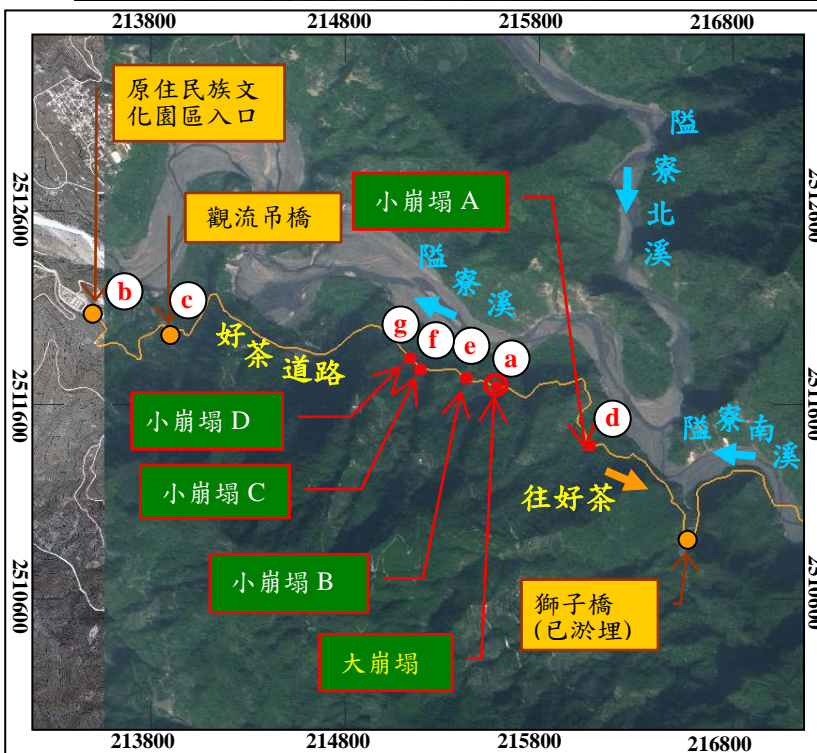 213800 214800 215800 216800
原住民族文
化園區入口
觀流吊橋
小崩塌 A
隘寮北溪
2512600
2512600
隘寮溪
b
c
g
f
e
a
d
好茶道路
2511600
2511600
小崩塌 D
小崩塌 C
小崩塌 B
大崩塌
隘寮南溪
往好茶
獅子橋
(已淤埋)
2510600
2510600
213800 214800 215800 216800